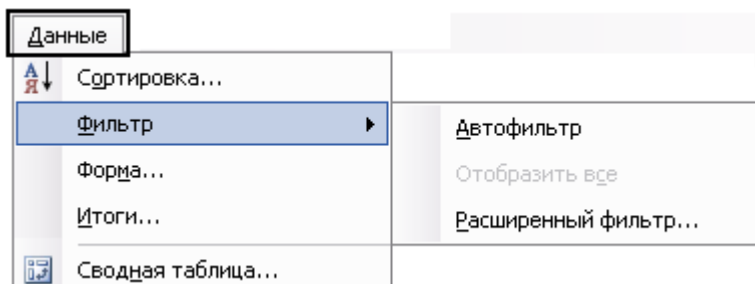 Данные
Сортировка...
Фильтр
Автофильтр
Форма...
Отобразить все
Итоги...
Расширенный фильтр...
Сводная таблица...